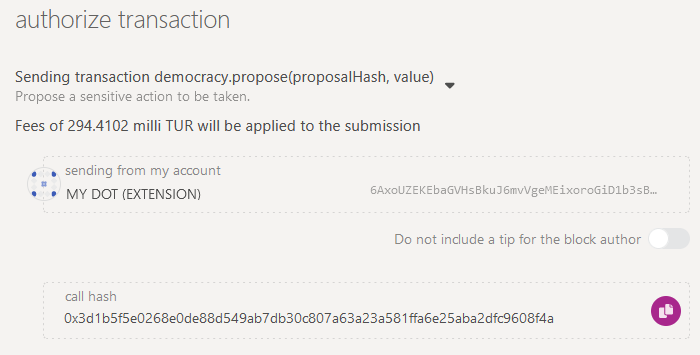 authorize transaction
Sending transaction democracy.propose(proposalHash, value)
Propose a sensitive action to be taken.
Fees of 294.4102 milli TUR will be applied to the submission
sending from my account
MY DOT (EXTENSION) 6AxoUZEKEbaGVHsBkuJ6mvVgeMEixoroGiD1b3sB…
Do not include a tip for the block author
call hash
0x3d1b5f5e0268e0de88d549ab7db30c807a63a23a581ffa6e25aba2dfc9608f4a